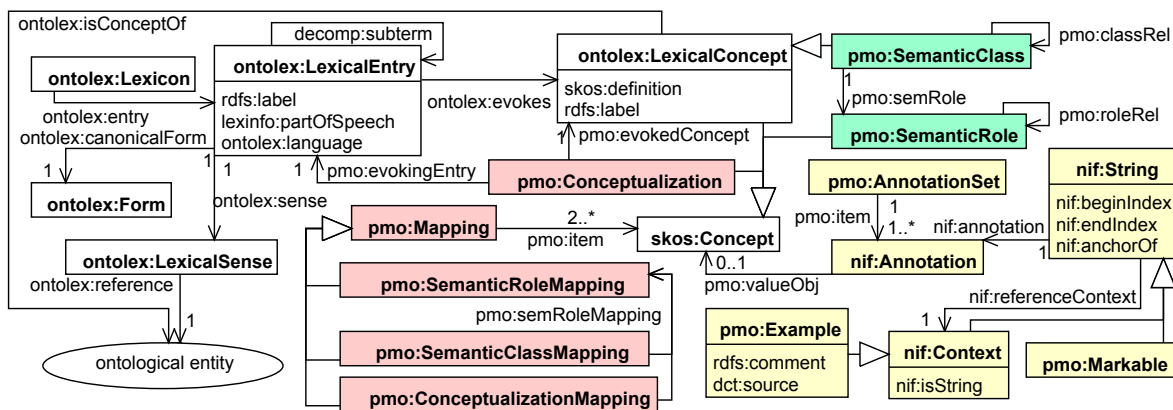 ontolex:isConceptOf
decomp:subterm
ontolex:Lexicon
ontolex:LexicalEntry
rdfs:label
lexinfo:partOfSpeech
ontolex:language
ontolex:evokes
ontolex:LexicalConcept
skos:definition
rdfs:label
pmo:SemanticClass
pmo:classRel
1
pmo:semRole
pmo:SemanticRole
pmo:roleRel
ontolex:entry
ontolex:canonicalForm
1
1
1
1
pmo:evokingEntry
1
pmo:evokedConcept
pmo:Conceptualization
ontolex:Form
ontolex:sense
1
ontolex:LexicalSense
ontolex:reference
1
ontological entity
pmo:Mapping
2..*
pmo:item
skos:Concept
0..1
pmo:valueObj
pmo:SemanticRoleMapping
pmo:semRoleMapping
pmo:SemanticClassMapping
pmo:ConceptualizationMapping
pmo:AnnotationSet
1
pmo:item
1..*
nif:Annotation
nif:annotation
1
nif:String
nif:beginIndex
nif:endIndex
nif:anchorOf
nif:referenceContext
1
pmo:Example
rdfs:comment
dct:source
nif:Context
nif:isString
pmo:Markable